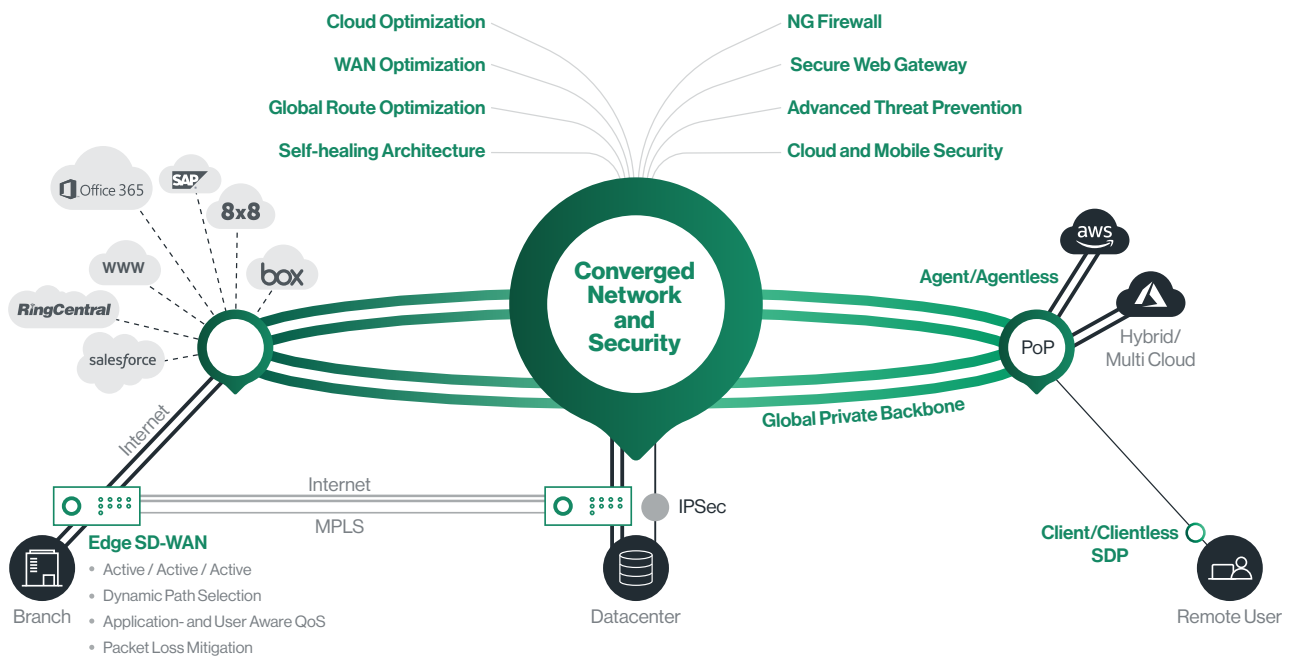 Cloud Optimization
WAN Optimization
Global Route Optimization
Self-healing Architecture
NG Firewall
Secure Web Gateway
Advanced Threat Prevention
Cloud and Mobile Security
Office 365
SAP
8x8
www
box
RingCentral
salesforce
Converged
Network
and
Security
Agent/Agentless
aws
Hybrid/
Multi Cloud
PoP
Global Private Backbone
Internet
Internet
MPLS
IPSec
Edge SD-WAN
• Active / Active / Active
• Dynamic Path Selection
• Application- and User Aware QoS
• Packet Loss Mitigation
Branch
Datacenter
Client/Clientless
SDP
Remote User